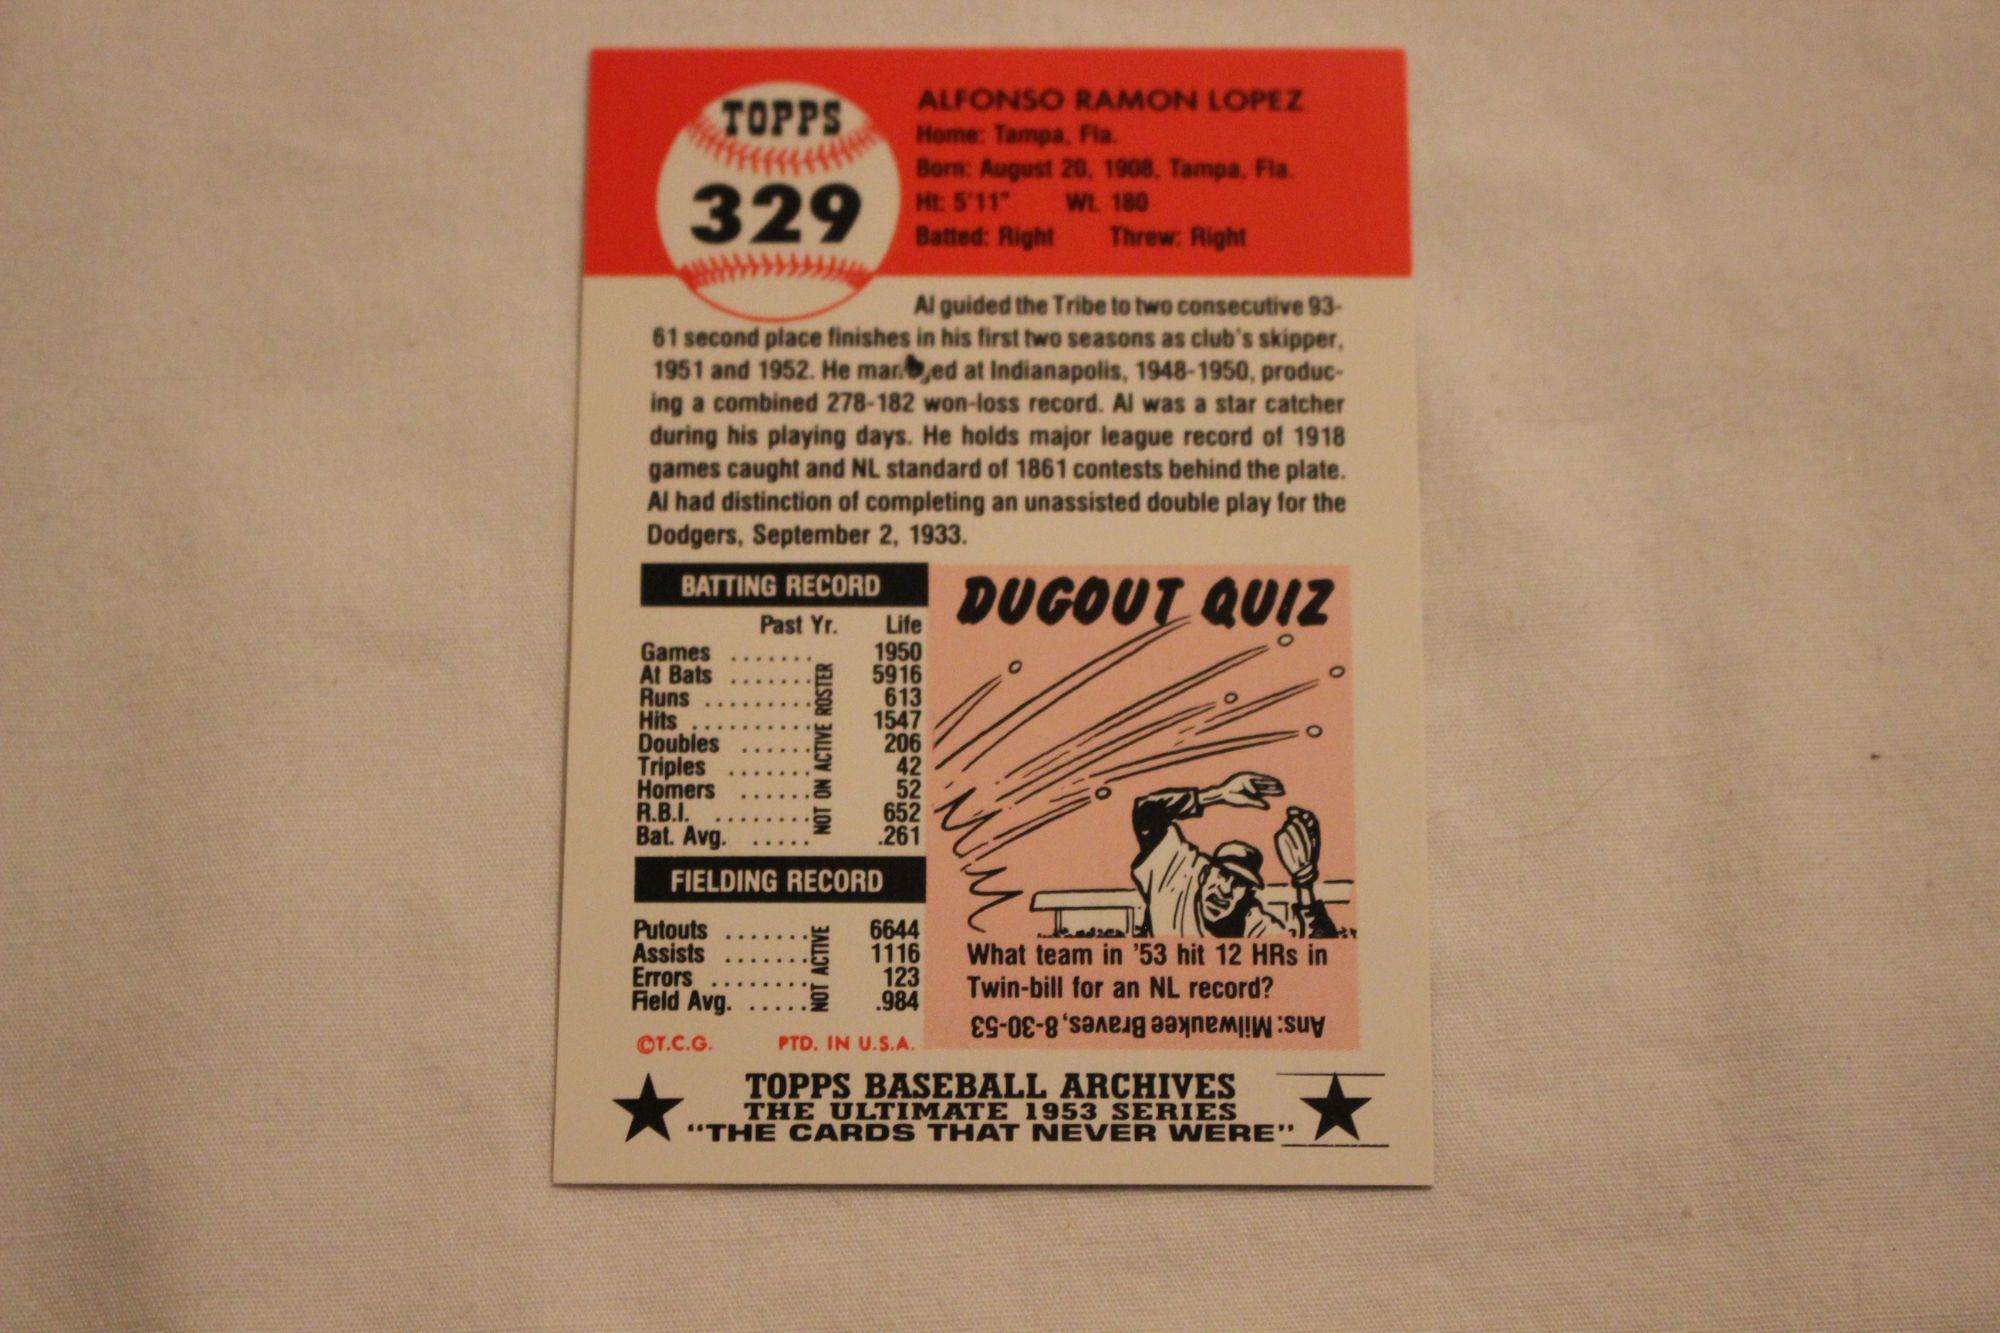 TOPPS
329
ALFONSO RAMON LOPEZ
Home: Tampa, Fla.
Born: August 20, 1908, Tampa, Fla.
Ht: 5'11" Wt. 180
Batted: Right Threw: Right
Al guided the Tribe to two consecutive 93-
61 second place finishes in his first two seasons as club's skipper,
1951 and 1952. He managed at Indianapolis, 1948-1950, produc-
ing a combined 278-182 won-loss record. Al was a star catcher
during his playing days. He holds major league record of 1918
games caught and NL standard of 1861 contests behind the plate.
Al had distinction of completing an unassisted double play for the
Dodgers, September 2, 1933.
BATTING RECORD
Past Yr. Life
Games ....... 1950
At Bats ....... 5916
Runs ......... 613
Hits .......... 1547
Doubles ...... 206
Triples ....... 42
Homers ...... 52
R.B.I. ........ 652
Bat. Avg. ..... .261
NOT ON ACTIVE ROSTER
FIELDING RECORD
Putouts ....... 6644
Assists ....... 1116
Errors ........ 123
Field Avg. ..... .984
NOT ACTIVE
©T.C.G. PTD. IN U.S.A.
DUGOUT QUIZ
What team in '53 hit 12 HRs in
Twin-bill for an NL record?
Ans: Milwaukee Braves, 8-30-53
TOPPS BASEBALL ARCHIVES
THE ULTIMATE 1953 SERIES
"THE CARDS THAT NEVER WERE"